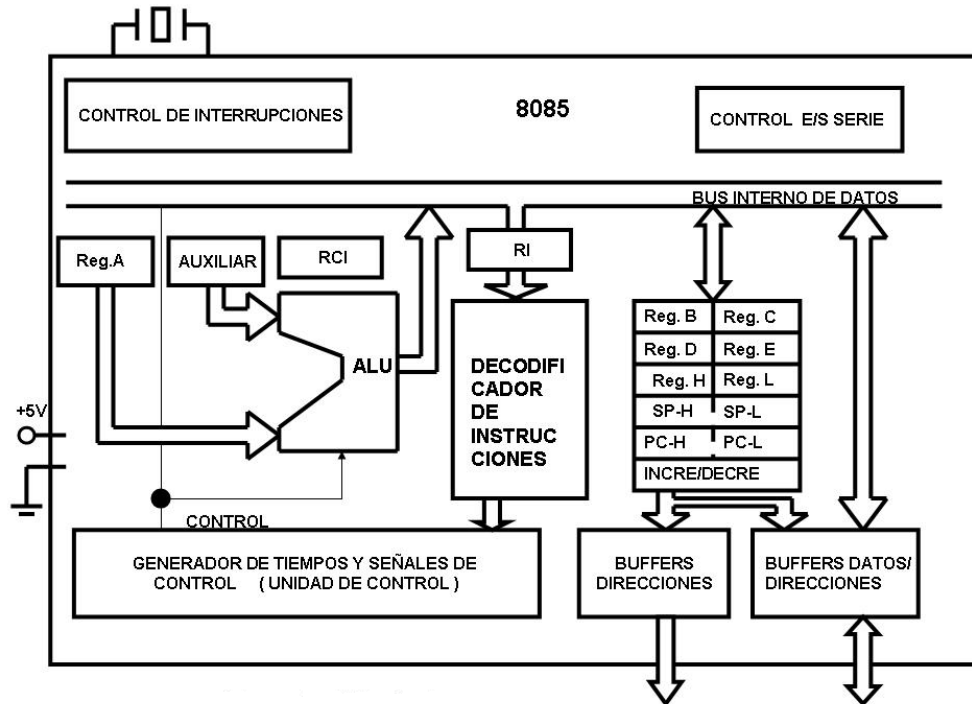 CONTROL DE INTERRUPCIONES
8085
CONTROL E/S SERIE
BUS INTERNO DE DATOS
Reg.A
AUXILIAR
RCI
RI
ALU
DECODIFI
CADOR
DE
INSTRUC
CIONES
Reg. B
Reg. C
Reg. D
Reg. E
Reg. H
Reg. L
SP-H
SP-L
PC-H
PC-L
INCRE/DECRE
+5V
CONTROL
GENERADOR DE TIEMPOS Y SEÑALES DE
CONTROL ( UNIDAD DE CONTROL )
BUFFERS
DIRECCIONES
BUFFERS DATOS/
DIRECCIONES